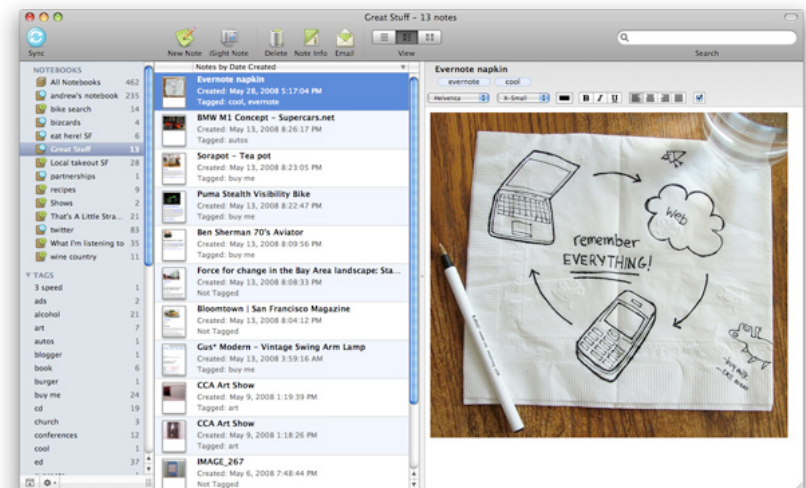 Great Stuff – 13 notes
Sync
New Note
iSight Note
Delete
Note Info
Email
View
Search
NOTEBOOKS
All Notebooks 462
andrew's notebook 235
bike search 14
bizcards 4
eat here! SF 6
Great Stuff 13
Local takeout SF 28
partnerships 1
recipes 9
Shows 2
That's A Little Stra... 21
twitter 83
What I'm listening to 35
wine country 11
TAGS
3 speed 1
ads 2
alcohol 21
art 7
autos 1
blogger 1
book 6
burger 1
buy me 24
cd 19
church 3
conferences 12
cool 1
ed 37
Notes by Date Created
Evernote napkin
Created: May 28, 2008 5:17:04 PM
Tagged: cool, evernote
BMW M1 Concept – Supercars.net
Created: May 13, 2008 8:26:17 PM
Tagged: autos
Sorapot – Tea pot
Created: May 13, 2008 8:23:05 PM
Tagged: buy me
Puma Stealth Visibility Bike
Created: May 13, 2008 8:22:47 PM
Tagged: buy me
Ben Sherman 70's Aviator
Created: May 13, 2008 8:09:56 PM
Tagged: buy me
Force for change in the Bay Area landscape: Sta...
Created: May 13, 2008 8:08:33 PM
Not Tagged
Bloomtown | San Francisco Magazine
Created: May 13, 2008 8:04:12 PM
Not Tagged
Gus* Modern – Vintage Swing Arm Lamp
Created: May 13, 2008 3:59:16 AM
Tagged: buy me
CCA Art Show
Created: May 9, 2008 1:19:39 PM
Tagged: art
CCA Art Show
Created: May 9, 2008 1:18:26 PM
Tagged: art
IMAGE_267
Created: May 6, 2008 7:48:44 PM
Not Tagged
Evernote napkin
evernote cool
Helvetica X-Small B I U
Web
remember
EVERYTHING!
-buy milk